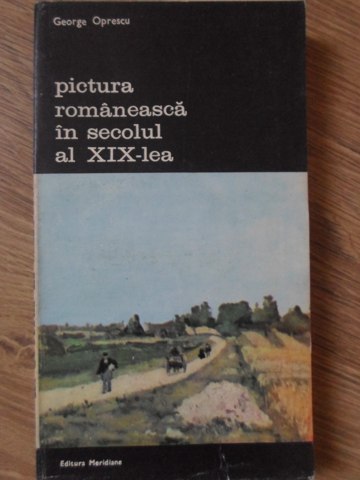 George Oprescu
pictura
românească
în secolul
al XIX-lea
Editura Meridiane